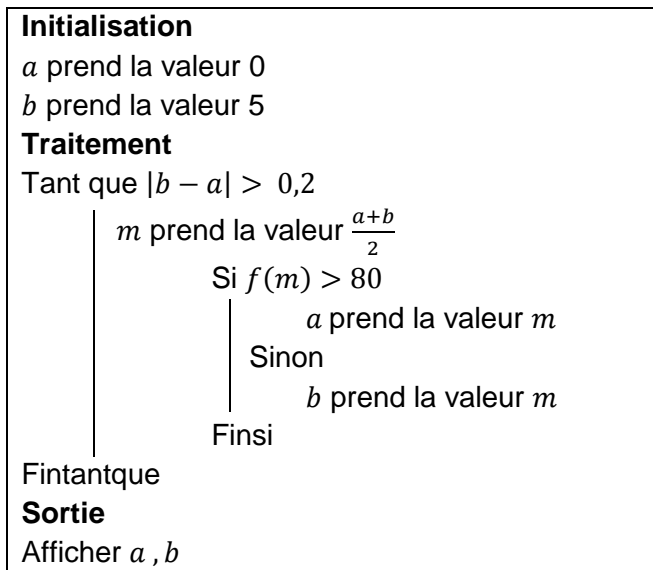 Initialisation
a prend la valeur 0
b prend la valeur 5
Traitement
Tant que |b − a| > 0,2
m prend la valeur (a+b)/2
Si f(m) > 80
a prend la valeur m
Sinon
b prend la valeur m
Finsi
Fintantque
Sortie
Afficher a , b